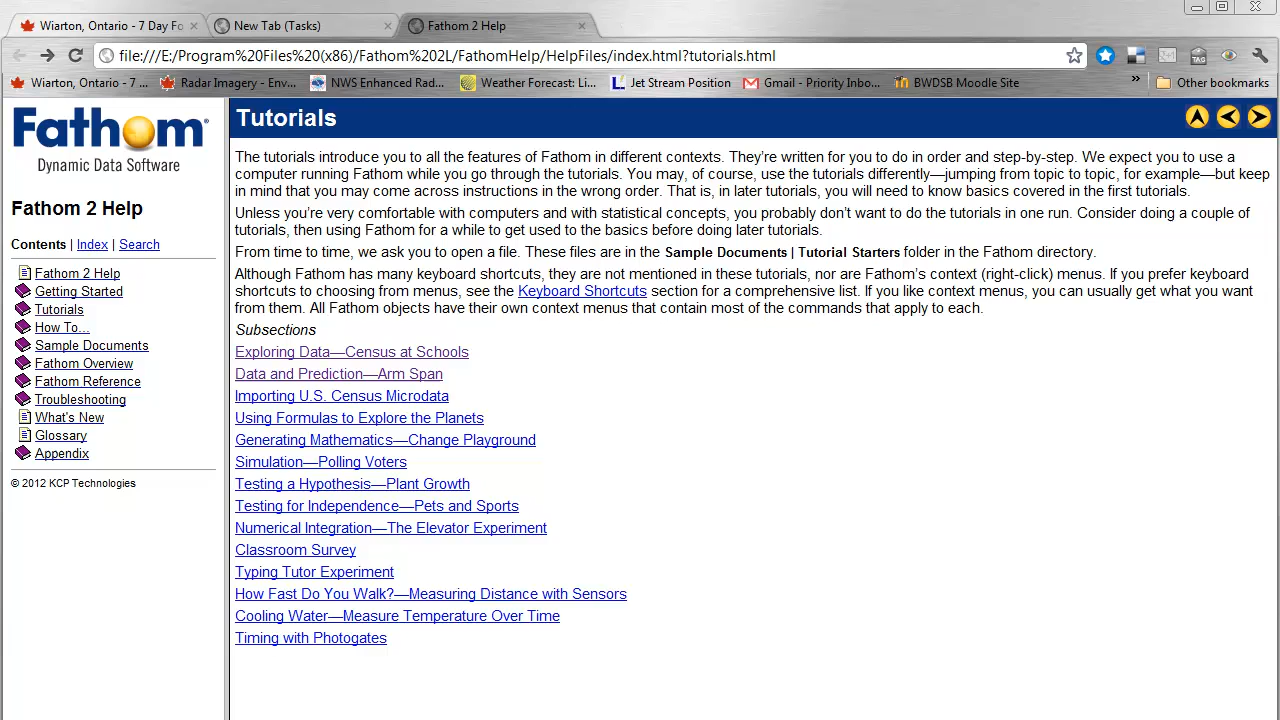 Wiarton, Ontario - 7 Day Fo
New Tab (Tasks)
Fathom 2 Help
file:///E:/Program%20Files%20(x86)/Fathom%202L/FathomHelp/HelpFiles/index.html?tutorials.html
Wiarton, Ontario - 7 ...
Radar Imagery - Env...
NWS Enhanced Rad...
Weather Forecast: Li...
Jet Stream Position
Gmail - Priority Inbo...
BWDSB Moodle Site
»
Other bookmarks
Fathom®
Dynamic Data Software
Fathom 2 Help
Contents | Index | Search
Fathom 2 Help
Getting Started
Tutorials
How To...
Sample Documents
Fathom Overview
Fathom Reference
Troubleshooting
What's New
Glossary
Appendix
© 2012 KCP Technologies
Tutorials
The tutorials introduce you to all the features of Fathom in different contexts. They’re written for you to do in order and step-by-step. We expect you to use a
computer running Fathom while you go through the tutorials. You may, of course, use the tutorials differently—jumping from topic to topic, for example—but keep
in mind that you may come across instructions in the wrong order. That is, in later tutorials, you will need to know basics covered in the first tutorials.
Unless you’re very comfortable with computers and with statistical concepts, you probably don’t want to do the tutorials in one run. Consider doing a couple of
tutorials, then using Fathom for a while to get used to the basics before doing later tutorials.
From time to time, we ask you to open a file. These files are in the Sample Documents | Tutorial Starters folder in the Fathom directory.
Although Fathom has many keyboard shortcuts, they are not mentioned in these tutorials, nor are Fathom’s context (right-click) menus. If you prefer keyboard
shortcuts to choosing from menus, see the Keyboard Shortcuts section for a comprehensive list. If you like context menus, you can usually get what you want
from them. All Fathom objects have their own context menus that contain most of the commands that apply to each.
Subsections
Exploring Data—Census at Schools
Data and Prediction—Arm Span
Importing U.S. Census Microdata
Using Formulas to Explore the Planets
Generating Mathematics—Change Playground
Simulation—Polling Voters
Testing a Hypothesis—Plant Growth
Testing for Independence—Pets and Sports
Numerical Integration—The Elevator Experiment
Classroom Survey
Typing Tutor Experiment
How Fast Do You Walk?—Measuring Distance with Sensors
Cooling Water—Measure Temperature Over Time
Timing with Photogates